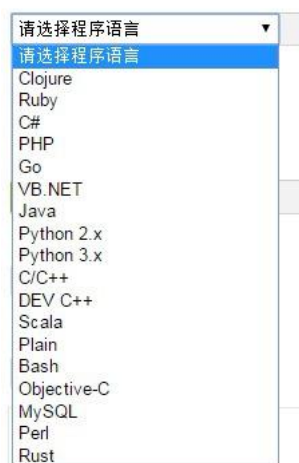 请选择程序语言
请选择程序语言
Clojure
Ruby
C#
PHP
Go
VB.NET
Java
Python 2.x
Python 3.x
C/C++
DEV C++
Scala
Plain
Bash
Objective-C
MySQL
Perl
Rust